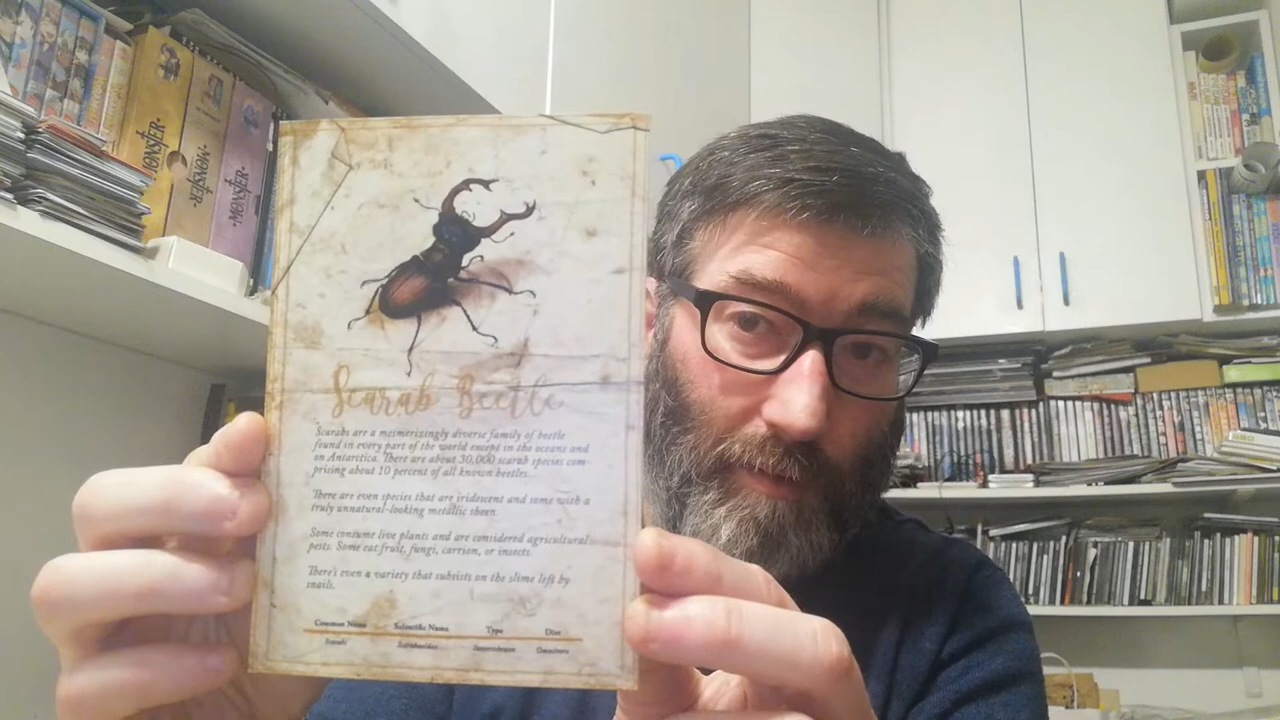 MONSTER
MONSTER
MONSTER
Scarab Beetle
Scarabs are a mesmerizingly diverse family of beetle
found in every part of the world except in the oceans and
on Antartica. There are about 30,000 scarab species com-
prising about 10 percent of all known beetles.
There are even species that are iridescent and some with a
truly unnatural-looking metallic sheen.
Some consume live plants and are considered agricultural
pests. Some eat fruit, fungi, carrion, or insects.
There's even a variety that subsists on the slime left by
snails.
Common Name Scientific Name Type Diet
Scarab Scarabaeidae Omnivore